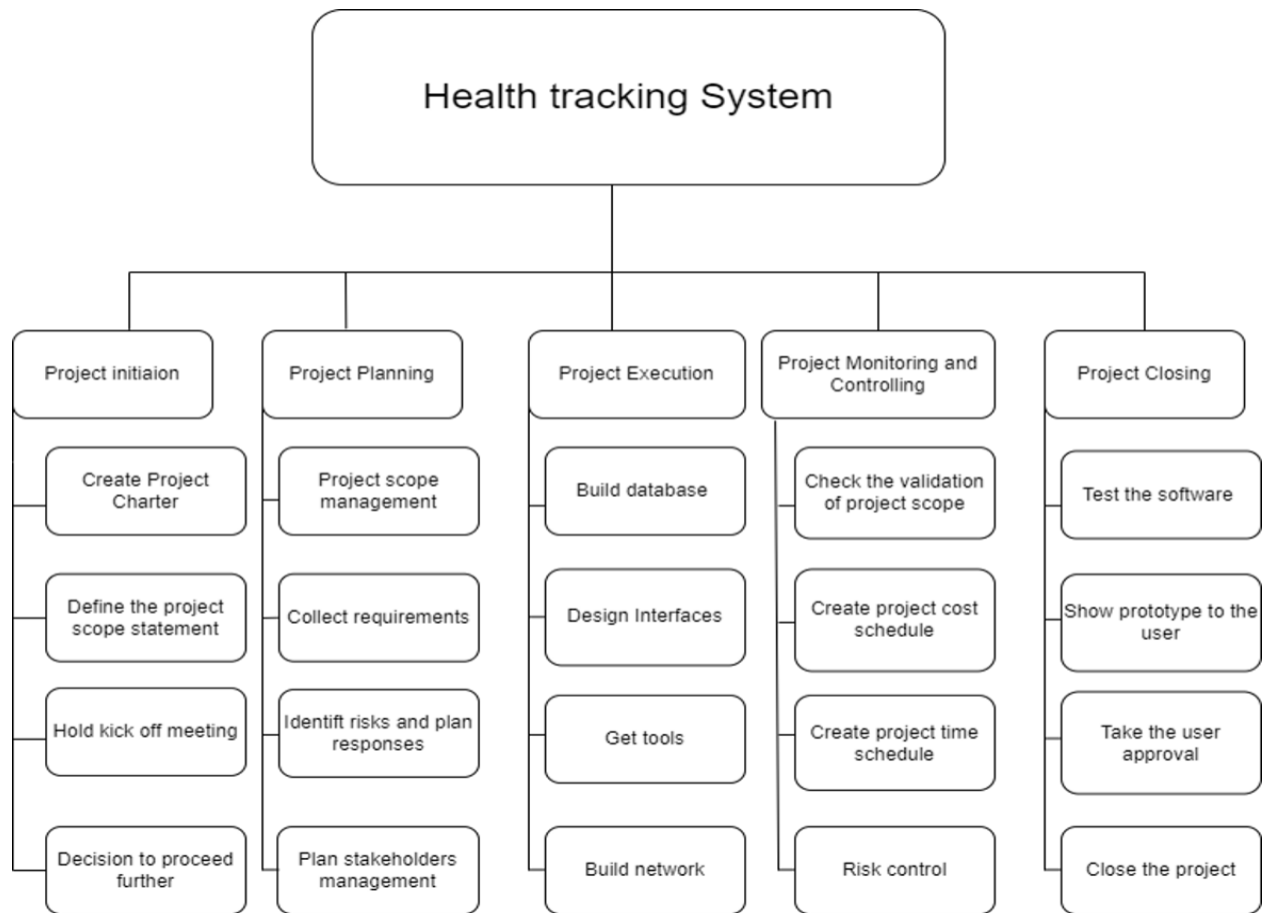 Health tracking System
Project initiaion
Project Planning
Project Execution
Project Monitoring and
Controlling
Project Closing
Create Project
Charter
Define the project
scope statement
Hold kick off meeting
Decision to proceed
further
Project scope
management
Collect requirements
Identift risks and plan
responses
Plan stakeholders
management
Build database
Design Interfaces
Get tools
Build network
Check the validation
of project scope
Create project cost
schedule
Create project time
schedule
Risk control
Test the software
Show prototype to the
user
Take the user
approval
Close the project